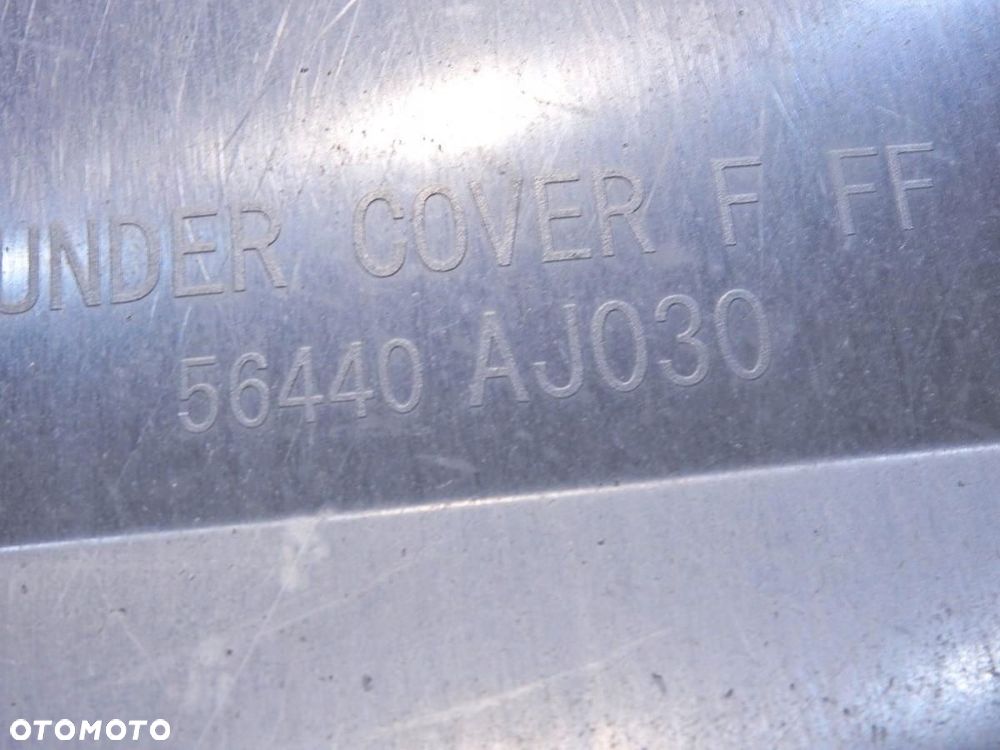 UNDER COVER F FF
56440 AJ030
OTOMOTO